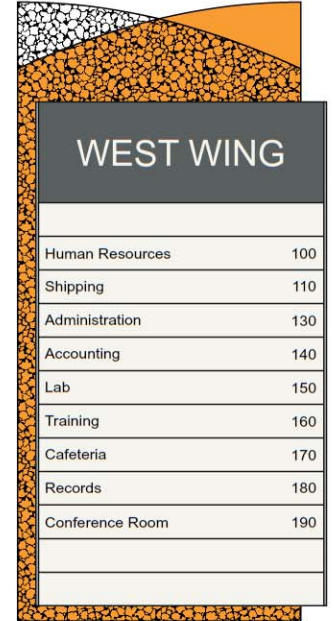 WEST WING
Human Resources 100
Shipping 110
Administration 130
Accounting 140
Lab 150
Training 160
Cafeteria 170
Records 180
Conference Room 190